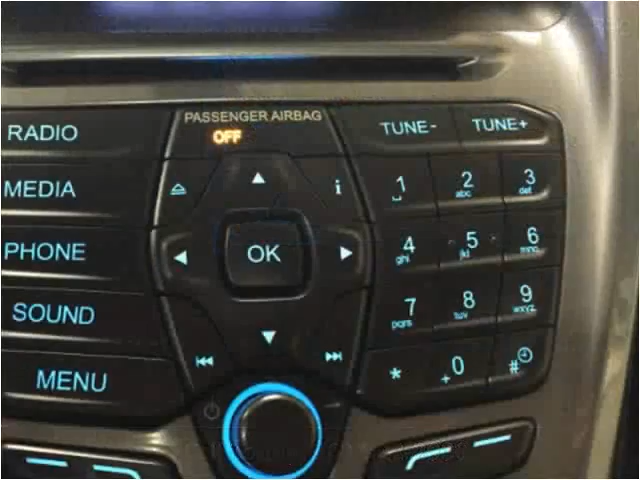 PASSENGER AIRBAG
OFF
RADIO
MEDIA
PHONE
SOUND
MENU
i
OK
TUNE- TUNE+
1 2 3
abc def
4 5 6
ghi jkl mno
7 8 9
pqrs tuv wxyz
* 0 #
+